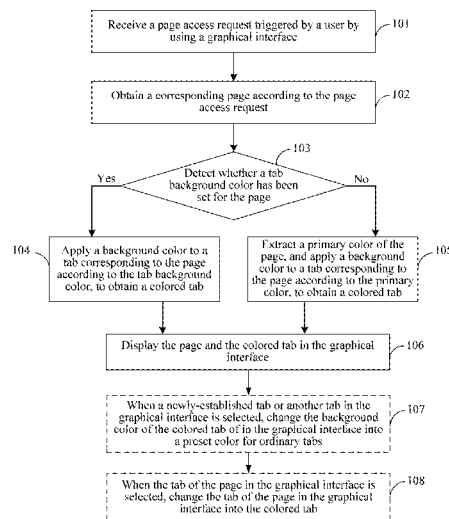 Receive a page access request triggered by a user by
using a graphical interface
101
Obtain a corresponding page according to the page
access request
102
103
Detect whether a tab
background color has been
set for the page
Yes
No
104
Apply a background color to a
tab corresponding to the page
according to the tab background
color, to obtain a colored tab
Extract a primary color of the
page, and apply a background
color to a tab corresponding to
the page according to the primary
color, to obtain a colored tab
105
Display the page and the colored tab in the graphical
interface
106
When a newly-established tab or another tab in the
graphical interface is selected, change the background
color of the colored tab of in the graphical interface into
a preset color for ordinary tabs
107
When the tab of the page in the graphical interface is
selected, change the tab of the page in the graphical
interface into the colored tab
108